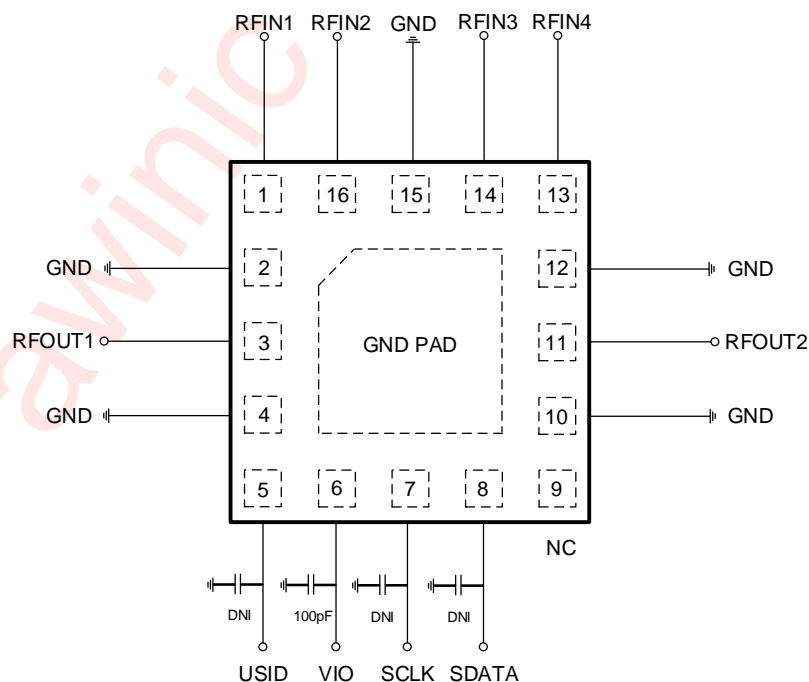 RFIN1 RFIN2 GND RFIN3 RFIN4
1 16 15 14 13
GND 2 12 GND
RFOUT1 3 GND PAD 11 RFOUT2
GND 4 10 GND
5 6 7 8 9
NC
DNI 100pF DNI DNI
USID VIO SCLK SDATA
awinic